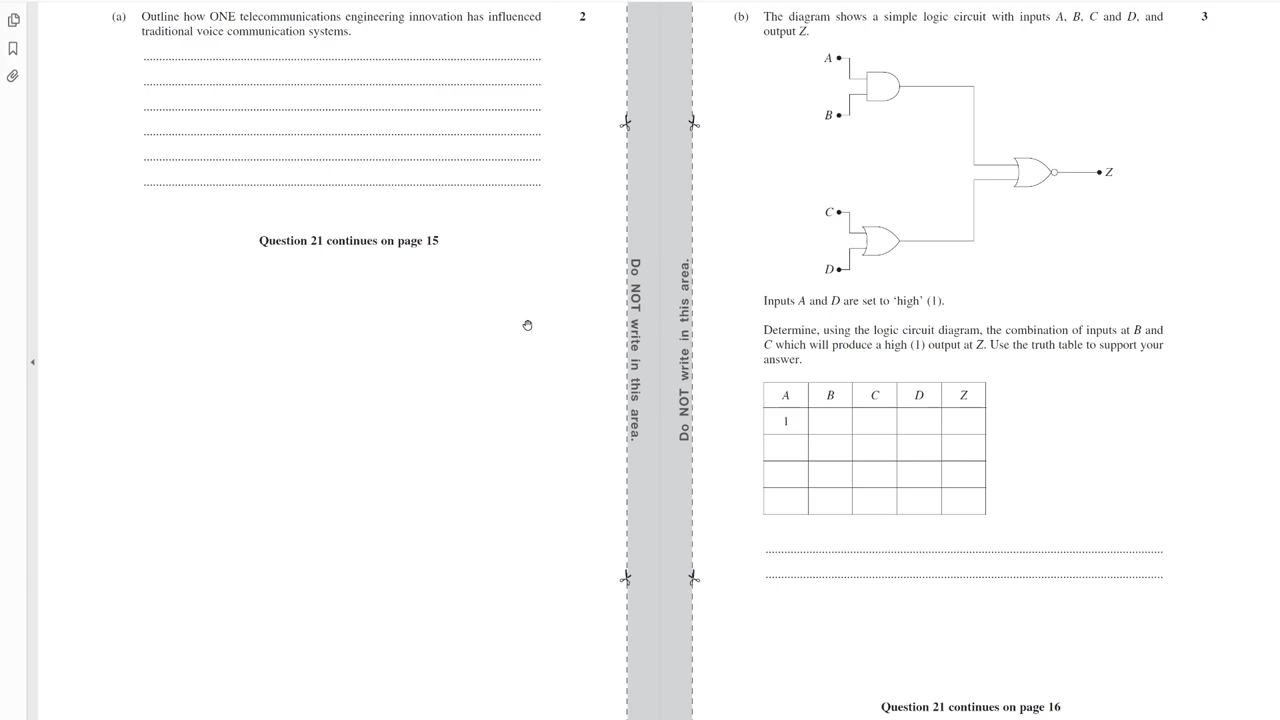 (a) Outline how ONE telecommunications engineering innovation has influenced 2
traditional voice communication systems.
Question 21 continues on page 15
Do NOT write in this area.
Do NOT write in this area.
(b) The diagram shows a simple logic circuit with inputs A, B, C and D, and 3
output Z.
A
B
Z
C
D
Inputs A and D are set to ‘high’ (1).
Determine, using the logic circuit diagram, the combination of inputs at B and
C which will produce a high (1) output at Z. Use the truth table to support your
answer.
A B C D Z
1
Question 21 continues on page 16